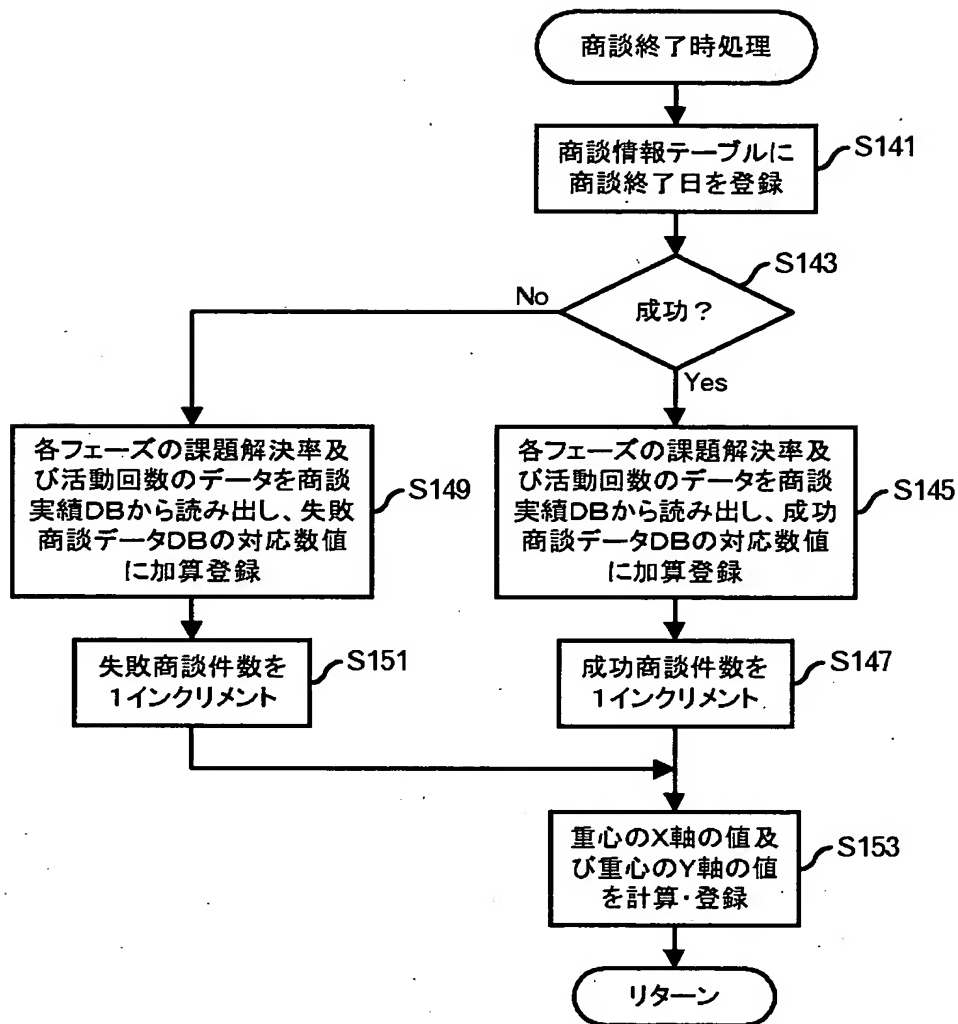 商談終了時処理
商談情報テーブルに
商談終了日を登録
S141
S143
成功?
No
Yes
各フェーズの課題解決率及
び活動回数のデータを商談
実績DBから読み出し、失敗
商談データDBの対応数値
に加算登録
S149
各フェーズの課題解決率及
び活動回数のデータを商談
実績DBから読み出し、成功
商談データDBの対応数値
に加算登録
S145
失敗商談件数を
1インクリメント
S151
成功商談件数を
1インクリメント
S147
重心のX軸の値及
び重心のY軸の値
を計算・登録
S153
リターン